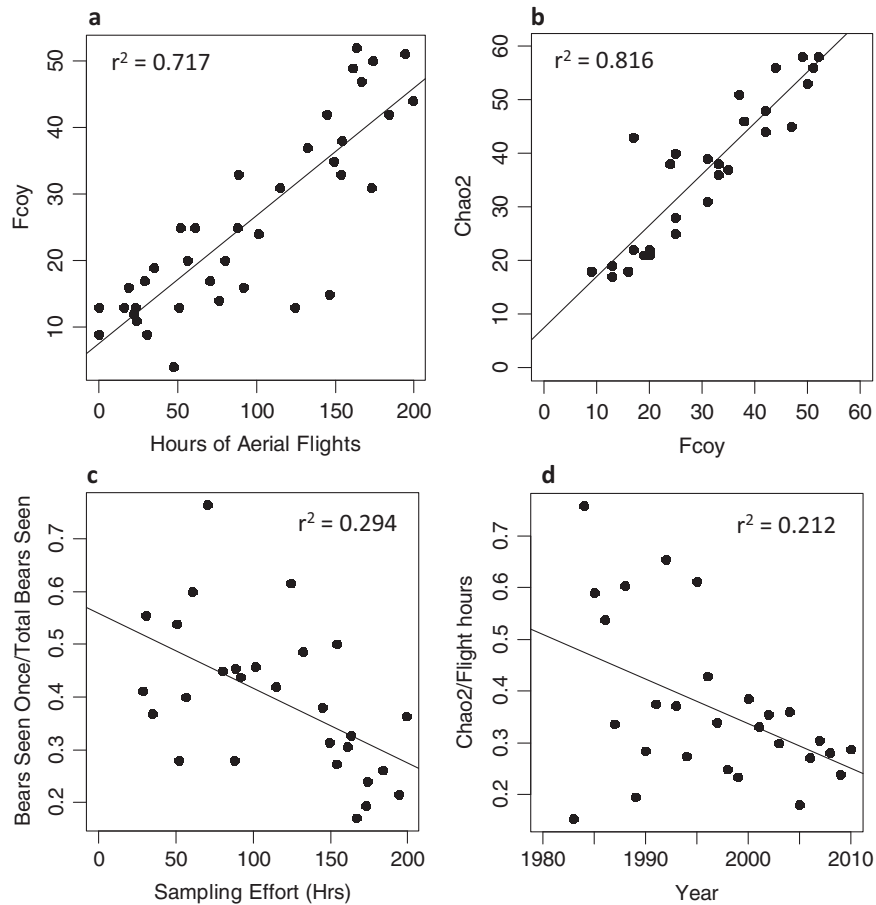 a
r² = 0.717
Fcoy
50
40
30
20
10
0
50
100
150
200
Hours of Aerial Flights
b
r² = 0.816
Chao2
60
50
40
30
20
10
0
0
10
20
30
40
50
60
Fcoy
c
r² = 0.294
Bears Seen Once/Total Bears Seen
0.7
0.6
0.5
0.4
0.3
0.2
0
50
100
150
200
Sampling Effort (Hrs)
d
r² = 0.212
Chao2/Flight hours
0.7
0.6
0.5
0.4
0.3
0.2
1980
1990
2000
2010
Year